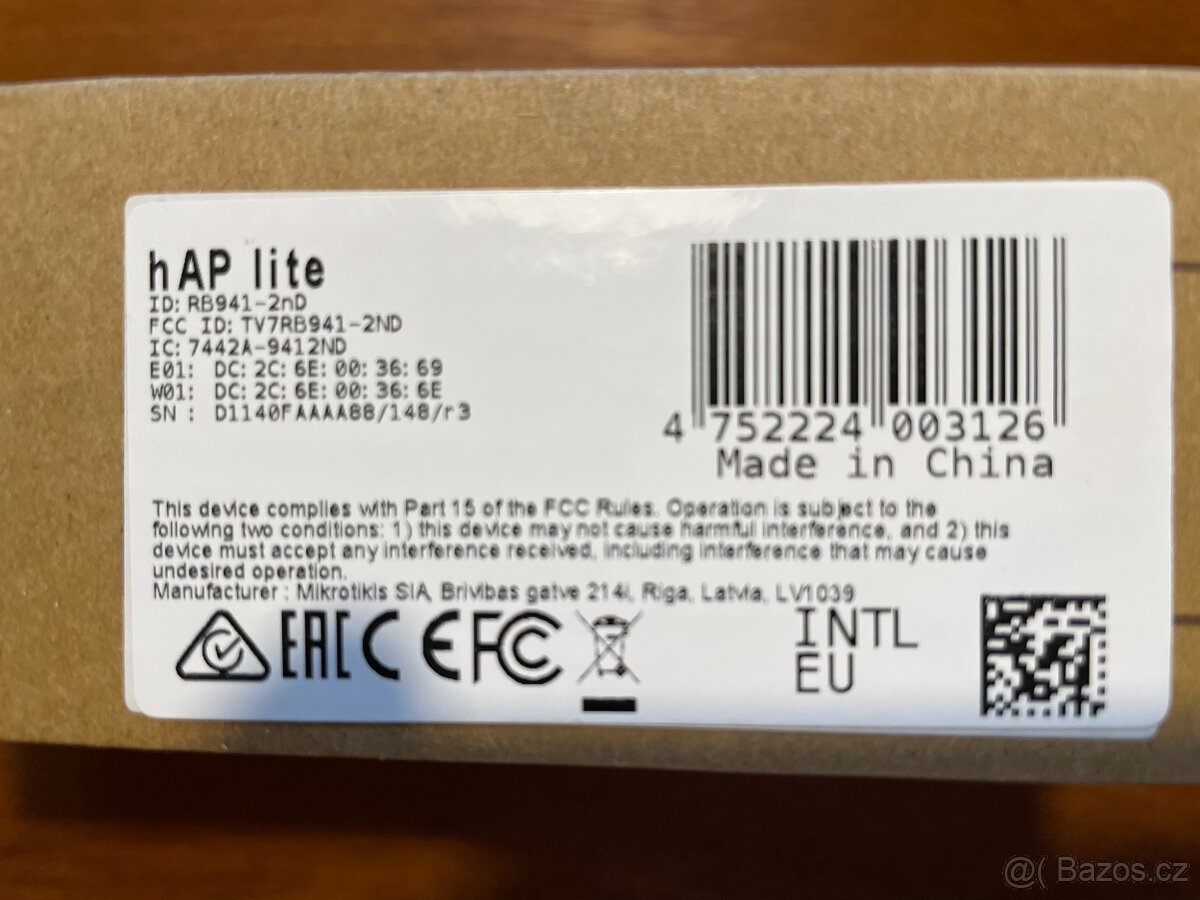 hAP lite
ID: RB941-2nD
FCC ID: TV7RB941-2ND
IC: 7442A-9412ND
E01: DC: 2C: 6E: 00: 36: 69
W01: DC: 2C: 6E: 00: 36: 6E
SN : D1140FAAAA88/148/r3
4 752224 003126
Made in China
This device complies with Part 15 of the FCC Rules. Operation is subject to the
following two conditions: 1) this device may not cause harmful interference, and 2) this
device must accept any interference received, including interference that may cause
undesired operation.
Manufacturer : Mikrotikls SIA, Brivibas gatve 214i, Riga, Latvia, LV1039
EAC CE FC
INTL
EU
@( Bazos.cz